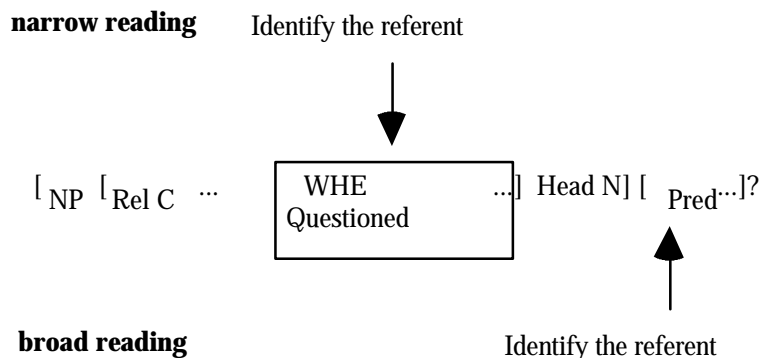 narrow reading Identify the referent
[ NP [ Rel C ... WHE ...] Head N] [ Pred...]?
Questioned
broad reading Identify the referent